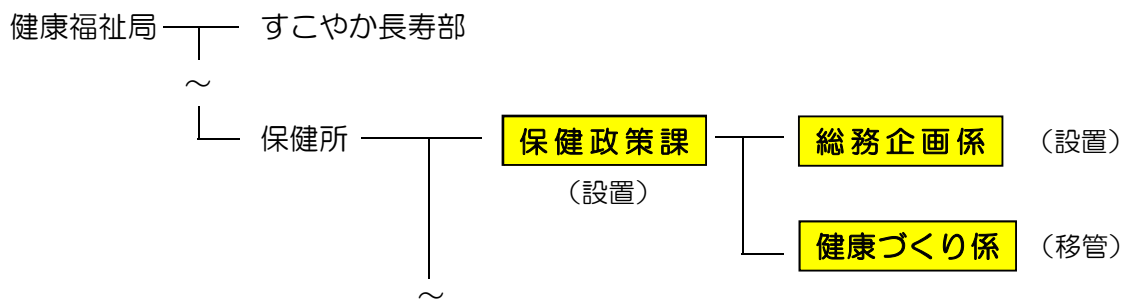 健康福祉局 すこやか長寿部
～
保健所 保健政策課 総務企画係 （設置）
（設置）
健康づくり係 （移管）
～